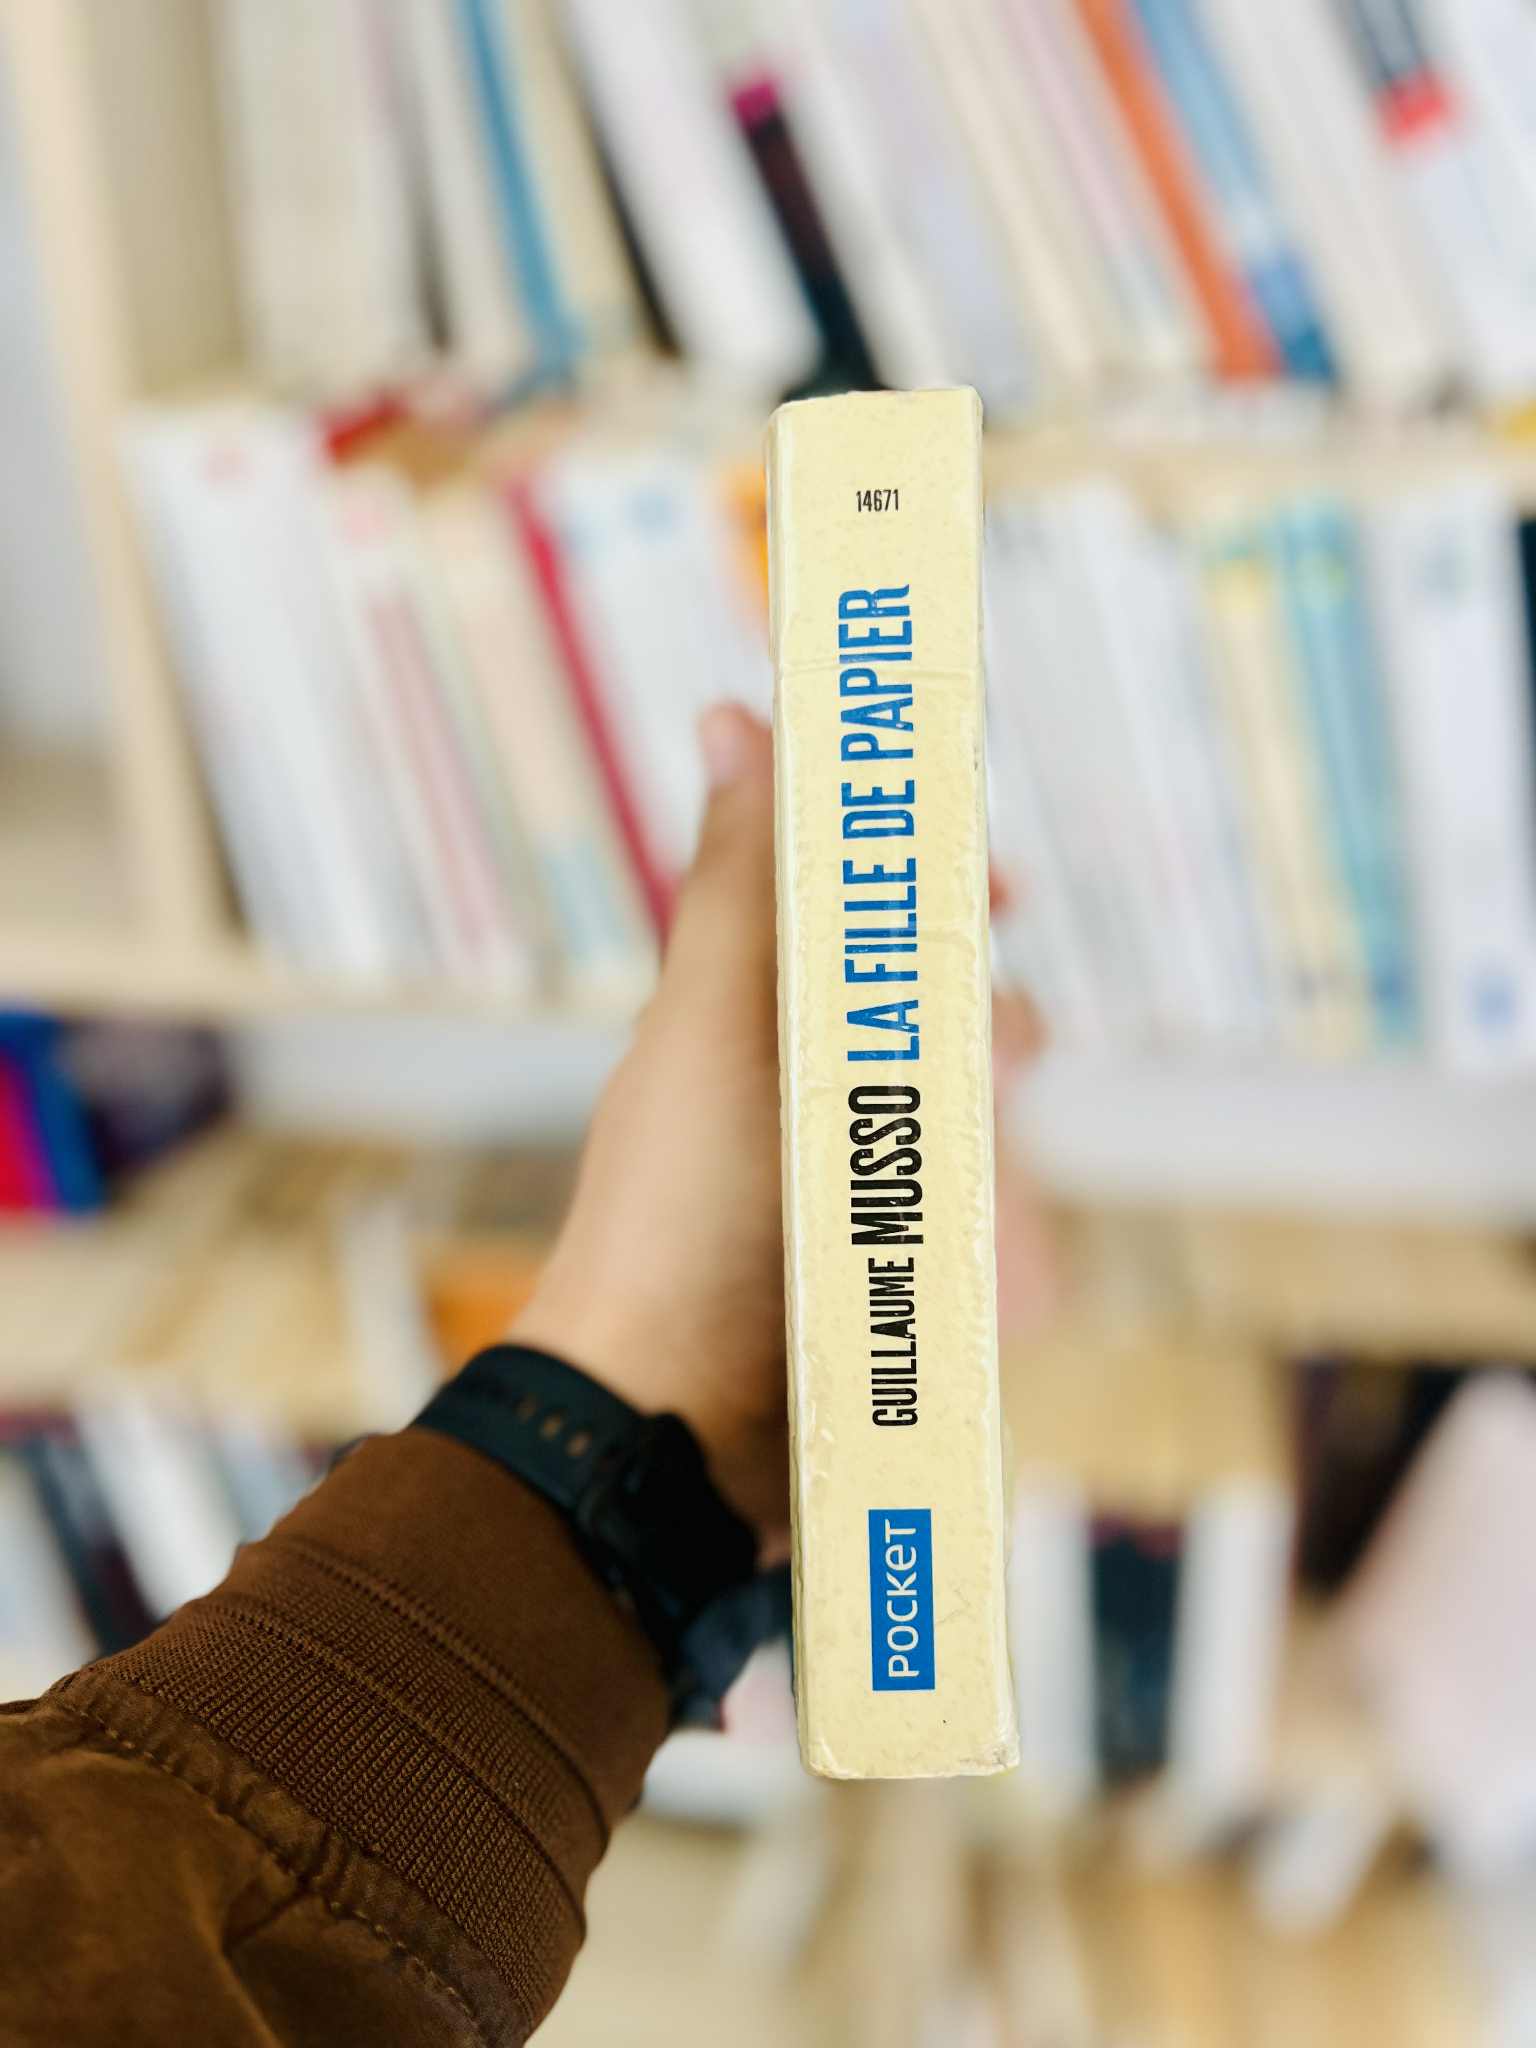 14671
GUILLAUME MUSSO LA FILLE DE PAPIER
POCKET